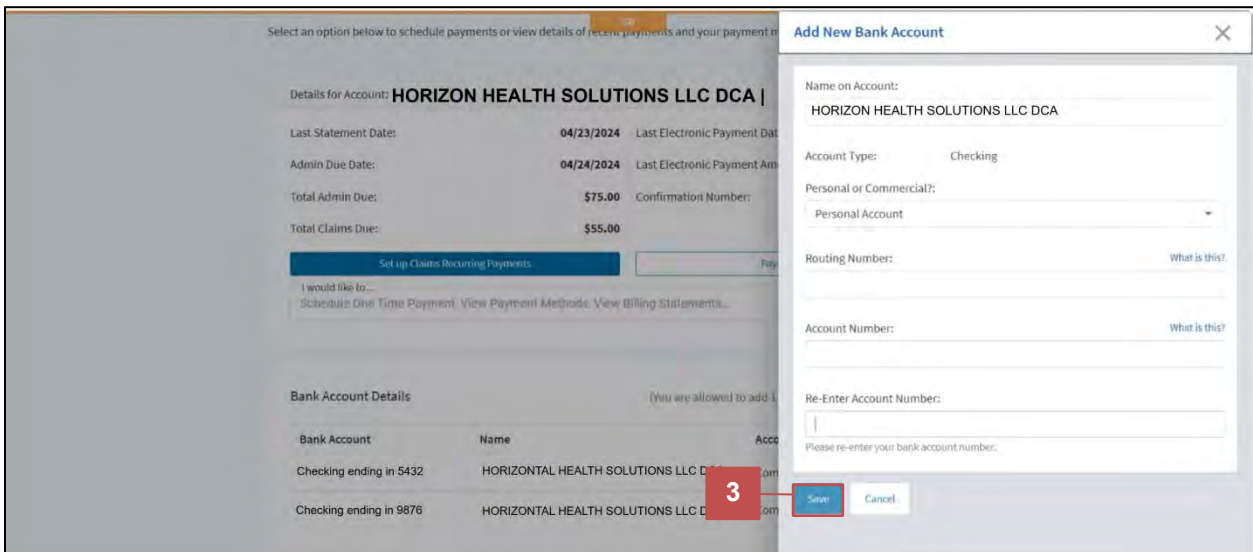 Select an option below to schedule payments or view details of recent payments and your payment m
Details for Account: HORIZON HEALTH SOLUTIONS LLC DCA |
Last Statement Date: 04/23/2024 Last Electronic Payment Dat
Admin Due Date: 04/24/2024 Last Electronic Payment Am
Total Admin Due: $75.00 Confirmation Number:
Total Claims Due: $55.00
Set up Claims Recurring Payments Pay
I would like to...
Schedule One Time Payment, View Payment Methods, View Billing Statements...
Bank Account Details (You are allowed to add 1
Bank Account Name Acco
Checking ending in 5432 HORIZONTAL HEALTH SOLUTIONS LLC D om
Checking ending in 9876 HORIZONTAL HEALTH SOLUTIONS LLC D om
Add New Bank Account
Name on Account:
HORIZON HEALTH SOLUTIONS LLC DCA
Account Type: Checking
Personal or Commercial?:
Personal Account
Routing Number: What is this?
Account Number: What is this?
Re-Enter Account Number:
Please re-enter your bank account number.
3
Save Cancel